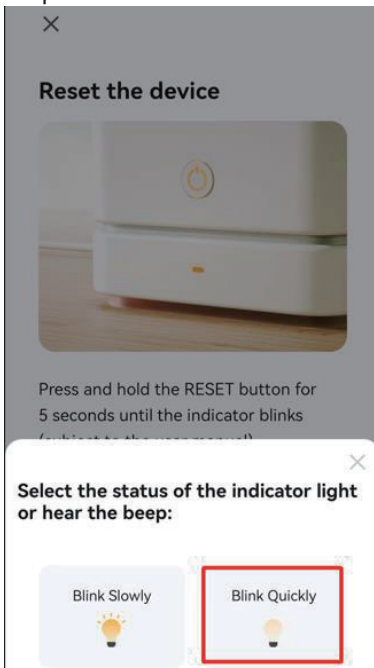 Reset the device
Press and hold the RESET button for
5 seconds until the indicator blinks
Select the status of the indicator light
or hear the beep:
Blink Slowly
Blink Quickly